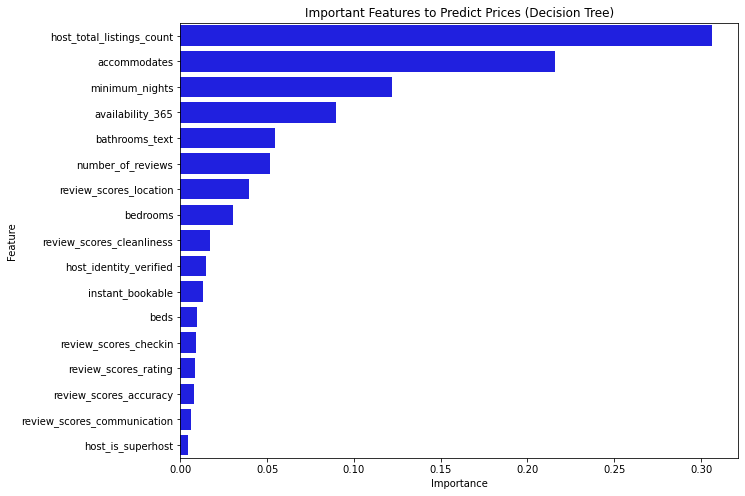 Important Features to Predict Prices (Decision Tree)
host_total_listings_count
accommodates
minimum_nights
availability_365
bathrooms_text
number_of_reviews
review_scores_location
bedrooms
review_scores_cleanliness
host_identity_verified
instant_bookable
beds
review_scores_checkin
review_scores_rating
review_scores_accuracy
review_scores_communication
host_is_superhost
Feature
0.00 0.05 0.10 0.15 0.20 0.25 0.30
Importance